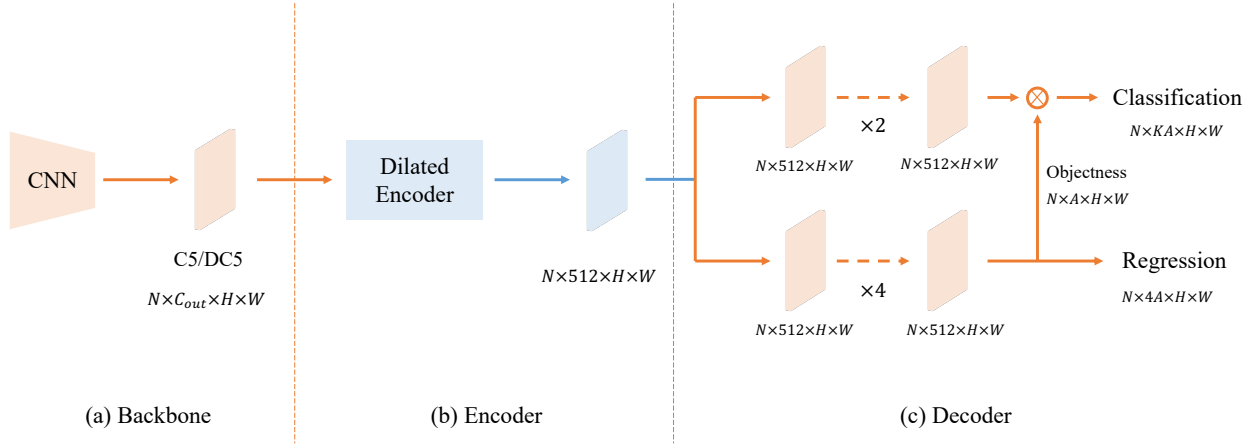 CNN
C5/DC5
N×C_out×H×W
(a) Backbone
Dilated
Encoder
N×512×H×W
(b) Encoder
N×512×H×W
×2
N×512×H×W
Classification
N×KA×H×W
Objectness
N×A×H×W
N×512×H×W
×4
N×512×H×W
Regression
N×4A×H×W
(c) Decoder